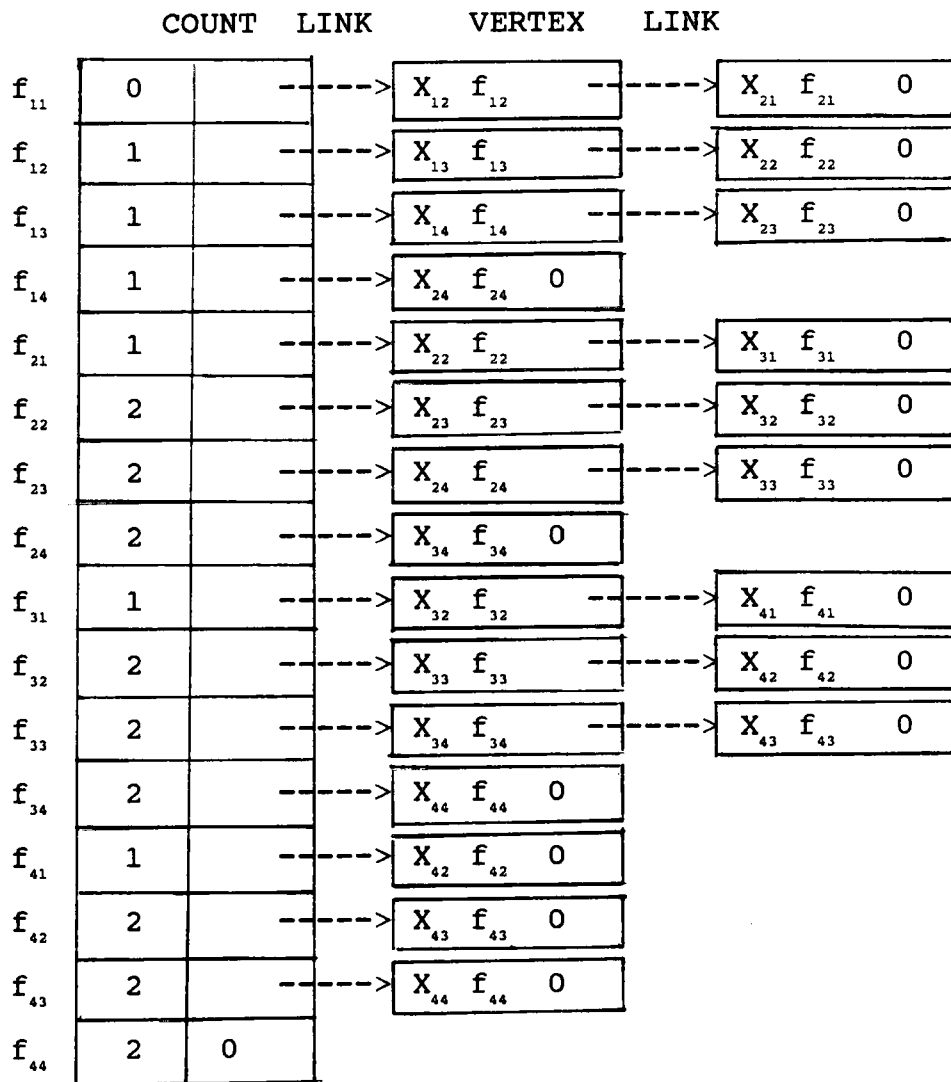 COUNT LINK VERTEX LINK
f₁₁ 0 -----> X₁₂ f₁₂ -----> X₂₁ f₂₁ 0
f₁₂ 1 -----> X₁₃ f₁₃ -----> X₂₂ f₂₂ 0
f₁₃ 1 -----> X₁₄ f₁₄ -----> X₂₃ f₂₃ 0
f₁₄ 1 -----> X₂₄ f₂₄ 0
f₂₁ 1 -----> X₂₂ f₂₂ -----> X₃₁ f₃₁ 0
f₂₂ 2 -----> X₂₃ f₂₃ -----> X₃₂ f₃₂ 0
f₂₃ 2 -----> X₂₄ f₂₄ -----> X₃₃ f₃₃ 0
f₂₄ 2 -----> X₃₄ f₃₄ 0
f₃₁ 1 -----> X₃₂ f₃₂ -----> X₄₁ f₄₁ 0
f₃₂ 2 -----> X₃₃ f₃₃ -----> X₄₂ f₄₂ 0
f₃₃ 2 -----> X₃₄ f₃₄ -----> X₄₃ f₄₃ 0
f₃₄ 2 -----> X₄₄ f₄₄ 0
f₄₁ 1 -----> X₄₂ f₄₂ 0
f₄₂ 2 -----> X₄₃ f₄₃ 0
f₄₃ 2 -----> X₄₄ f₄₄ 0
f₄₄ 2 0